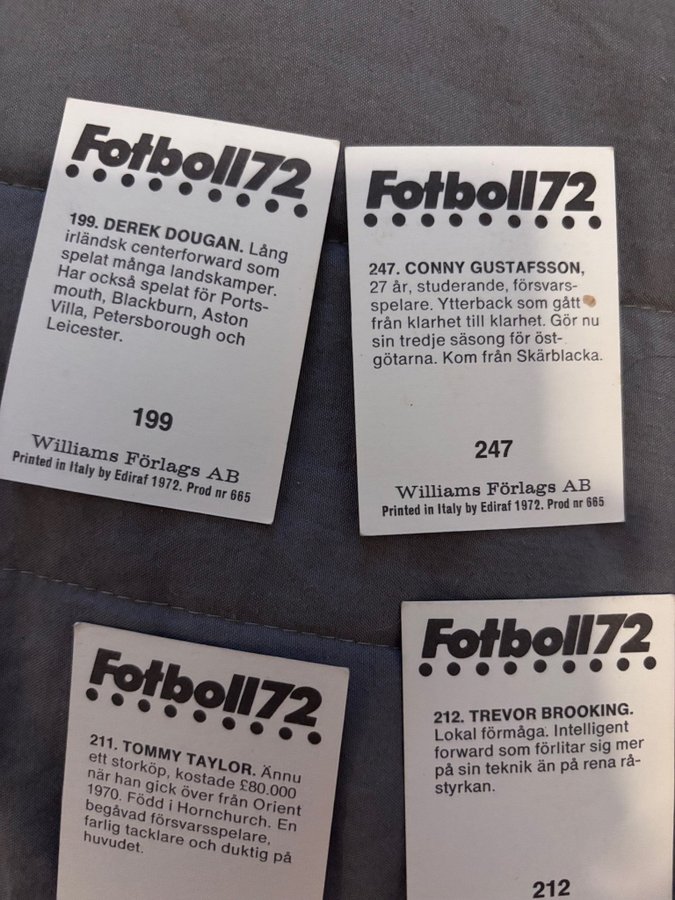 Fotboll72
199. DEREK DOUGAN. Lång
irländsk centerforward som
spelat många landskamper.
Har också spelat för Ports-
mouth, Blackburn, Aston
Villa, Petersborough och
Leicester.
199
Williams Förlags AB
Printed in Italy by Ediraf 1972. Prod nr 665
Fotboll72
247. CONNY GUSTAFSSON,
27 år, studerande, försvars-
spelare. Ytterback som gått
från klarhet till klarhet. Gör nu
sin tredje säsong för öst-
götarna. Kom från Skärblacka.
247
Williams Förlags AB
Printed in Italy by Ediraf 1972. Prod nr 665
Fotboll72
211. TOMMY TAYLOR. Ännu
ett storköp, kostade £80.000
när han gick över från Orient
1970. Född i Hornchurch. En
begåvad försvarsspelare,
farlig tacklare och duktig på
huvudet.
Fotboll72
212. TREVOR BROOKING.
Lokal förmåga. Intelligent
forward som förlitar sig mer
på sin teknik än på rena rå-
styrkan.
212